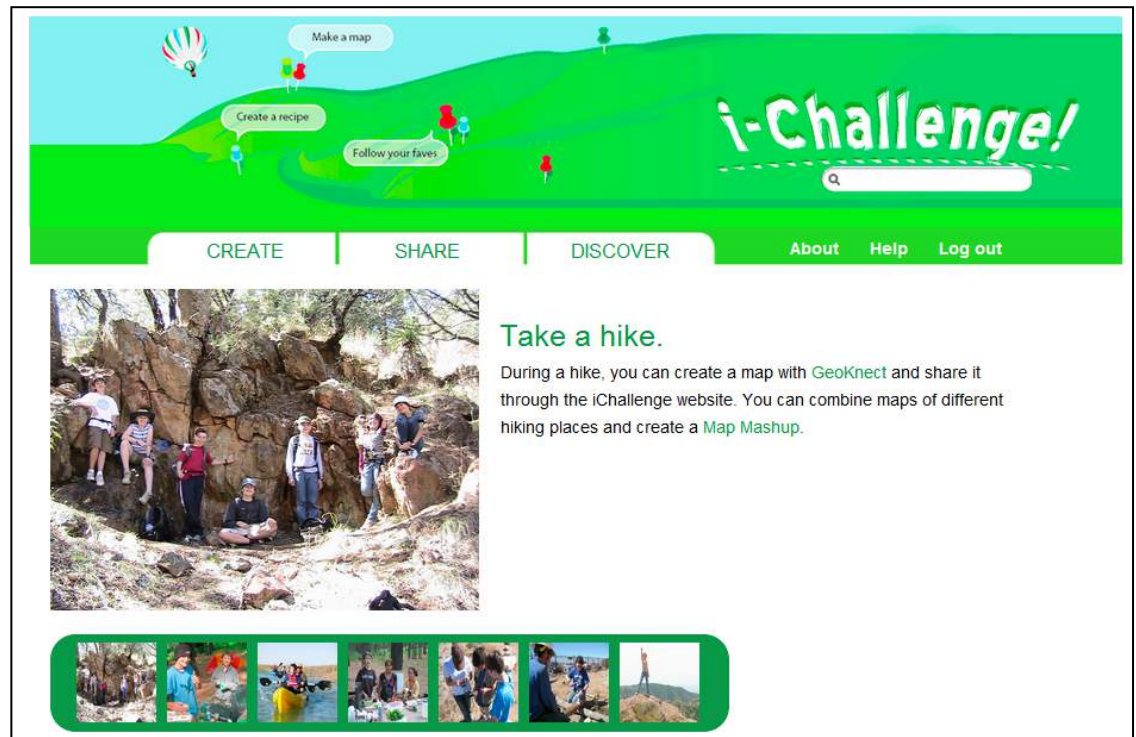 Make a map
Create a recipe
Follow your faves
i-Challenge!
CREATE SHARE DISCOVER About Help Log out
Take a hike.
During a hike, you can create a map with GeoKnect and share it
through the iChallenge website. You can combine maps of different
hiking places and create a Map Mashup.